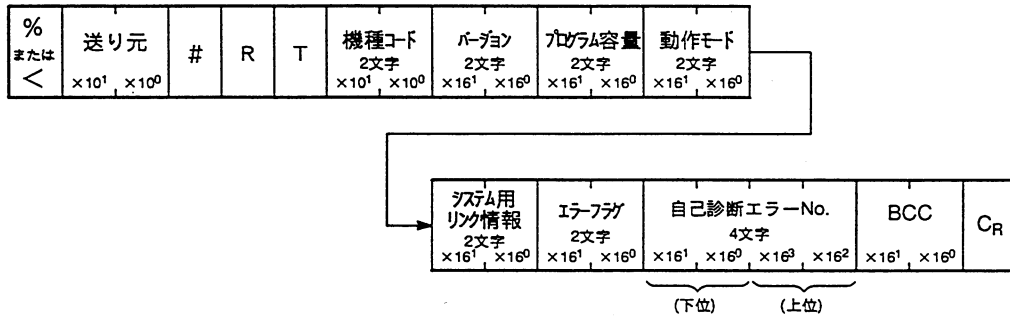 %
または
<
送り元
×10¹ ×10⁰
#
R
T
機種コード
2文字
×10¹ ×10⁰
バージョン
2文字
×16¹ ×16⁰
プログラム容量
2文字
×16¹ ×16⁰
動作モード
2文字
×16¹ ×16⁰
システム用
リンク情報
2文字
×16¹ ×16⁰
エラーフラグ
2文字
×16¹ ×16⁰
自己診断エラーNo.
4文字
×16¹ ×16⁰ ×16³ ×16²
BCC
×16¹ ×16⁰
CR
(下位) (上位)